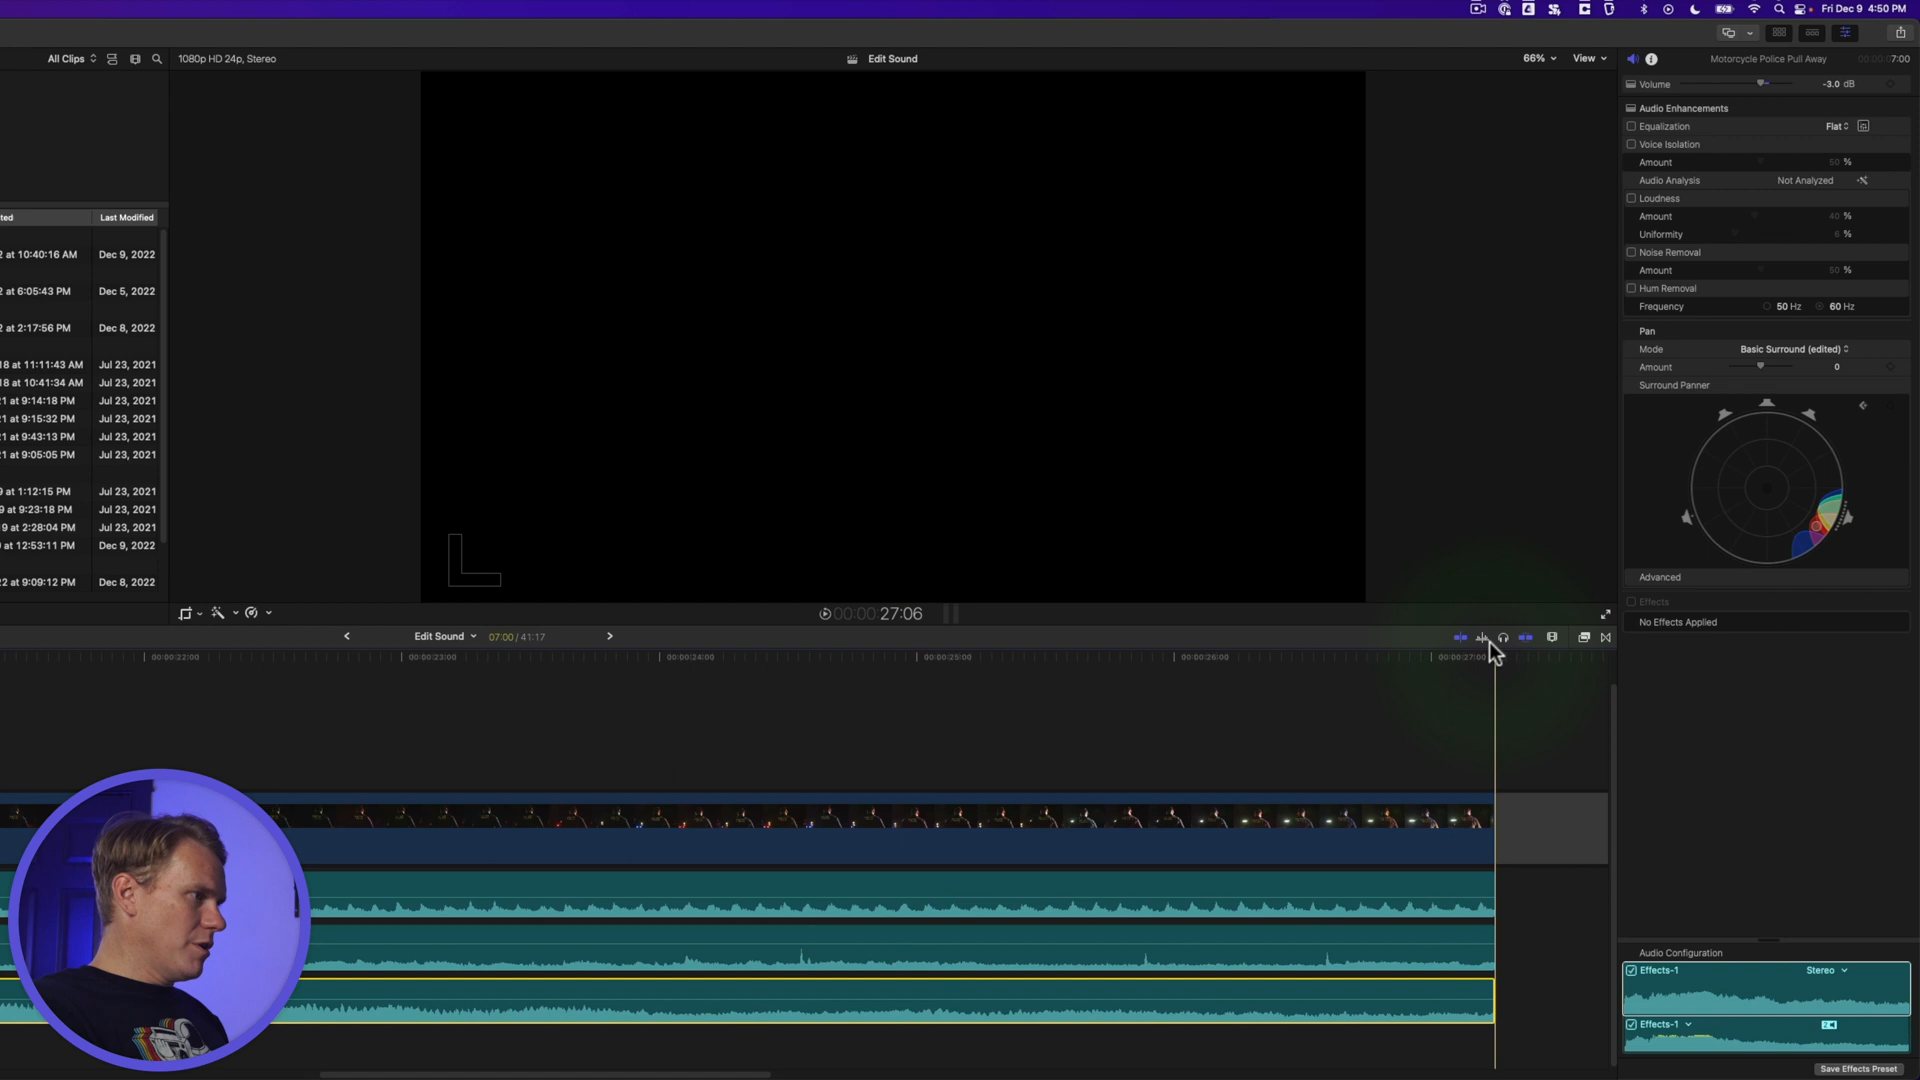 Fri Dec 9 4:50 PM
All Clips
1080p HD 24p, Stereo
Edit Sound
66%
View
Motorcycle Police Pull Away
00:00:07:00
Volume
-3.0 dB
Audio Enhancements
Equalization
Flat
Voice Isolation
Amount
50 %
Audio Analysis
Not Analyzed
Loudness
Amount
40 %
Uniformity
6 %
Noise Removal
Amount
50 %
Hum Removal
Frequency
50 Hz
60 Hz
Pan
Mode
Basic Surround (edited)
Amount
0
Surround Panner
Advanced
Effects
No Effects Applied
ted
Last Modified
2 at 10:40:16 AM
Dec 9, 2022
2 at 6:05:43 PM
Dec 5, 2022
2 at 2:17:56 PM
Dec 8, 2022
18 at 11:11:43 AM
Jul 23, 2021
18 at 10:41:34 AM
Jul 23, 2021
21 at 9:14:18 PM
Jul 23, 2021
21 at 9:15:32 PM
Jul 23, 2021
21 at 9:43:13 PM
Jul 23, 2021
21 at 9:05:05 PM
Jul 23, 2021
9 at 1:12:15 PM
Jul 23, 2021
9 at 9:23:18 PM
Jul 23, 2021
19 at 2:28:04 PM
Jul 23, 2021
9 at 12:53:11 PM
Dec 9, 2022
22 at 9:09:12 PM
Dec 8, 2022
00:00:27:06
Edit Sound
07:00 / 41:17
00:00:22:00
00:00:23:00
00:00:24:00
00:00:25:00
00:00:26:00
00:00:27:00
Audio Configuration
Effects-1
Stereo
Effects-1
Save Effects Preset